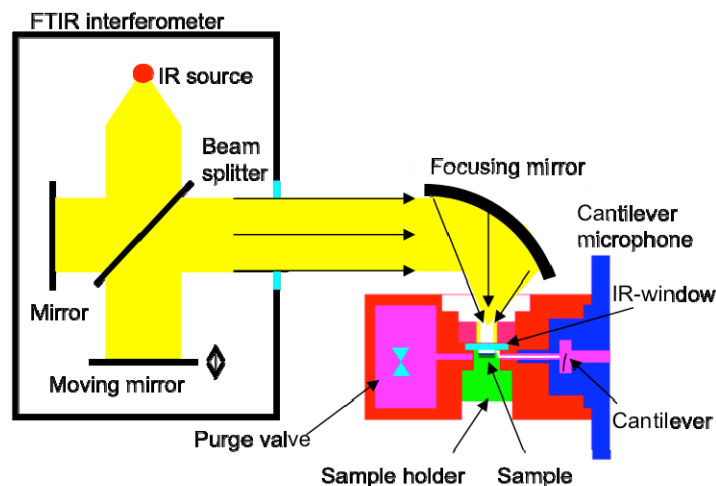 FTIR interferometer
IR source
Beam
splitter
Focusing mirror
Cantilever
microphone
IR-window
Mirror
Moving mirror
Purge valve
Cantilever
Sample holder
Sample